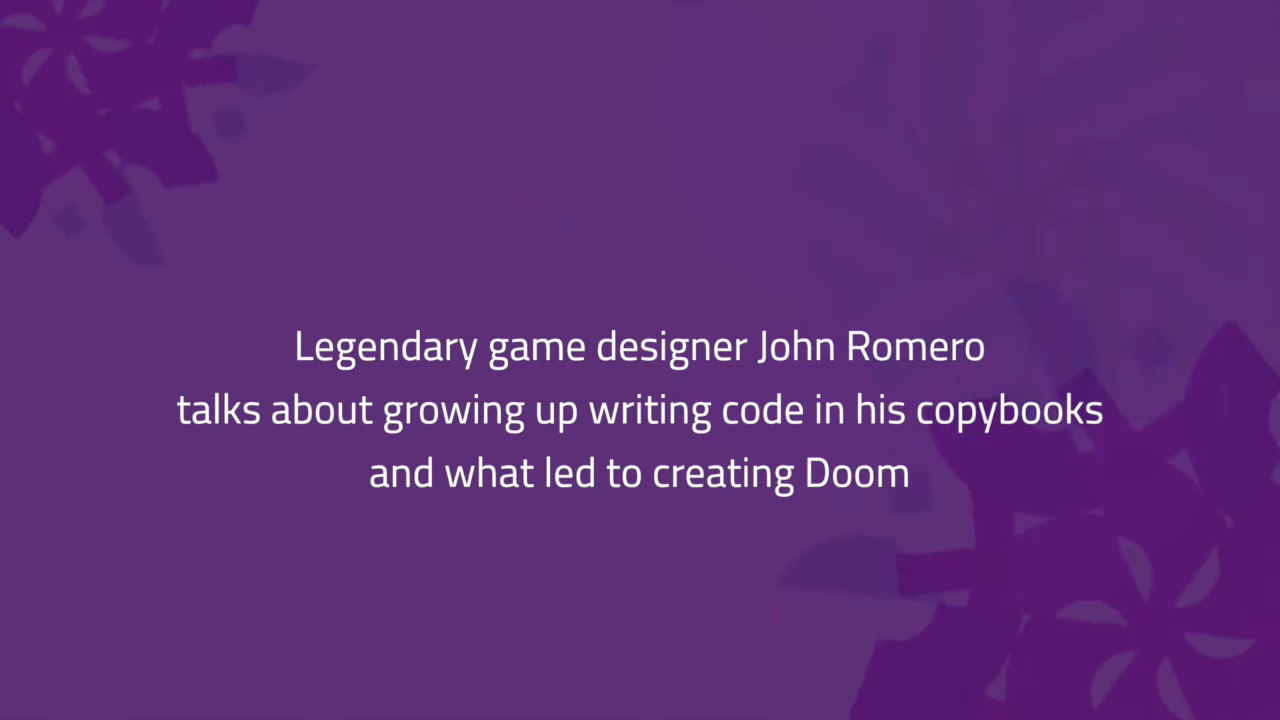 Legendary game designer John Romero
talks about growing up writing code in his copybooks
and what led to creating Doom